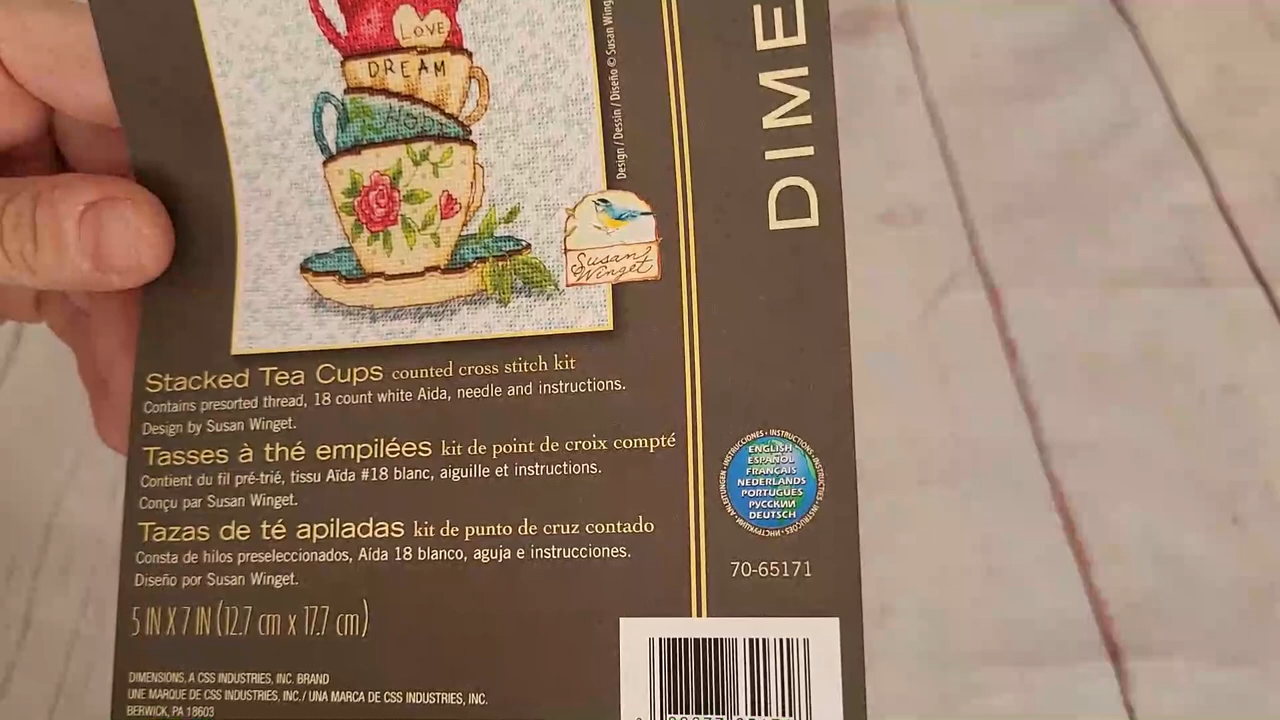 LOVE
DREAM
HOPE
Design / Dessin / Diseño © Susan Wing
Susan
Winget
DIME
Stacked Tea Cups counted cross stitch kit
Contains presorted thread, 18 count white Aida, needle and instructions.
Design by Susan Winget.
Tasses à thé empilées kit de point de croix compté
Contient du fil pré-trié, tissu Aïda #18 blanc, aiguille et instructions.
Conçu par Susan Winget.
Tazas de té apiladas kit de punto de cruz contado
Consta de hilos preseleccionados, Aída 18 blanco, aguja e instrucciones.
Diseño por Susan Winget.
5 IN X 7 IN (12.7 cm x 17.7 cm)
DIMENSIONS, A CSS INDUSTRIES, INC. BRAND
UNE MARQUE DE CSS INDUSTRIES, INC./ UNA MARCA DE CSS INDUSTRIES, INC.
BERWICK, PA 18603
INSTRUCCIONES • INSTRUCTIONS • INSTRUCTIES • INSTRUÇÕES • ИНСТРУКЦИИ • ANLEITUNGEN •
ENGLISH
ESPAÑOL
FRANÇAIS
NEDERLANDS
PORTUGUÊS
РУССКИЙ
DEUTSCH
70-65171